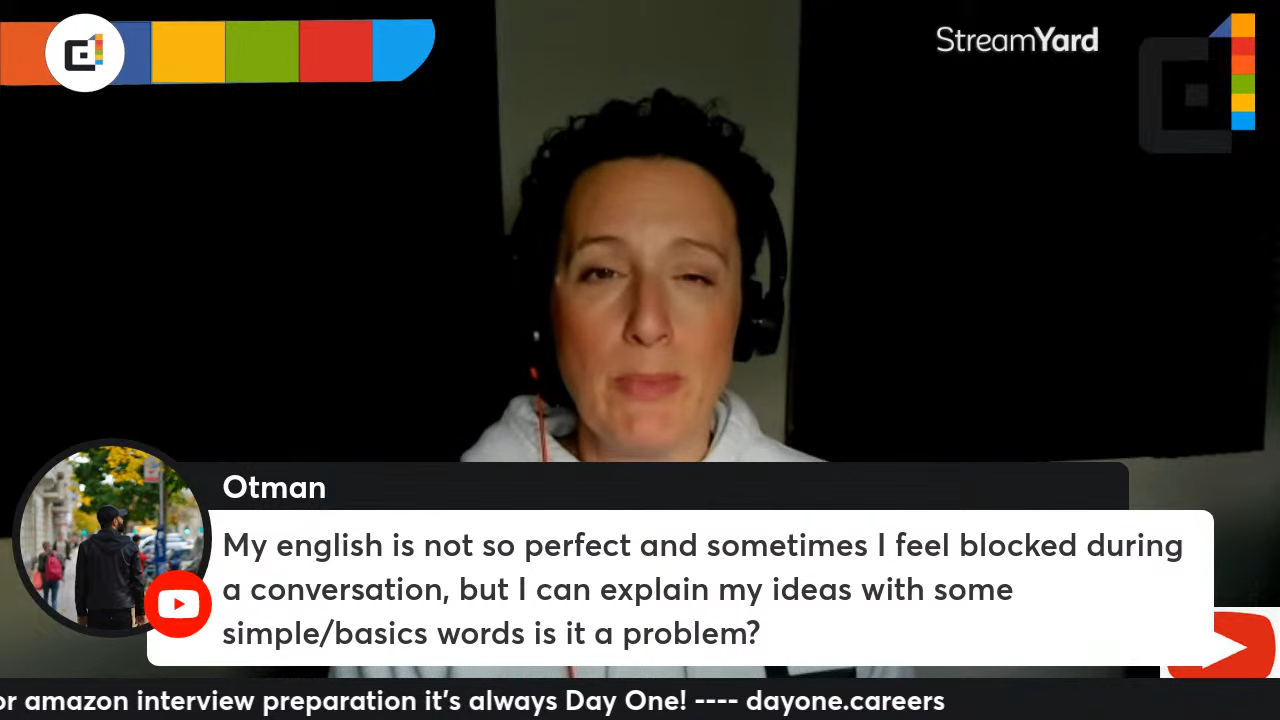 StreamYard
Otman
My english is not so perfect and sometimes I feel blocked during
a conversation, but I can explain my ideas with some
simple/basics words is it a problem?
or amazon interview preparation it's always Day One! ---- dayone.careers